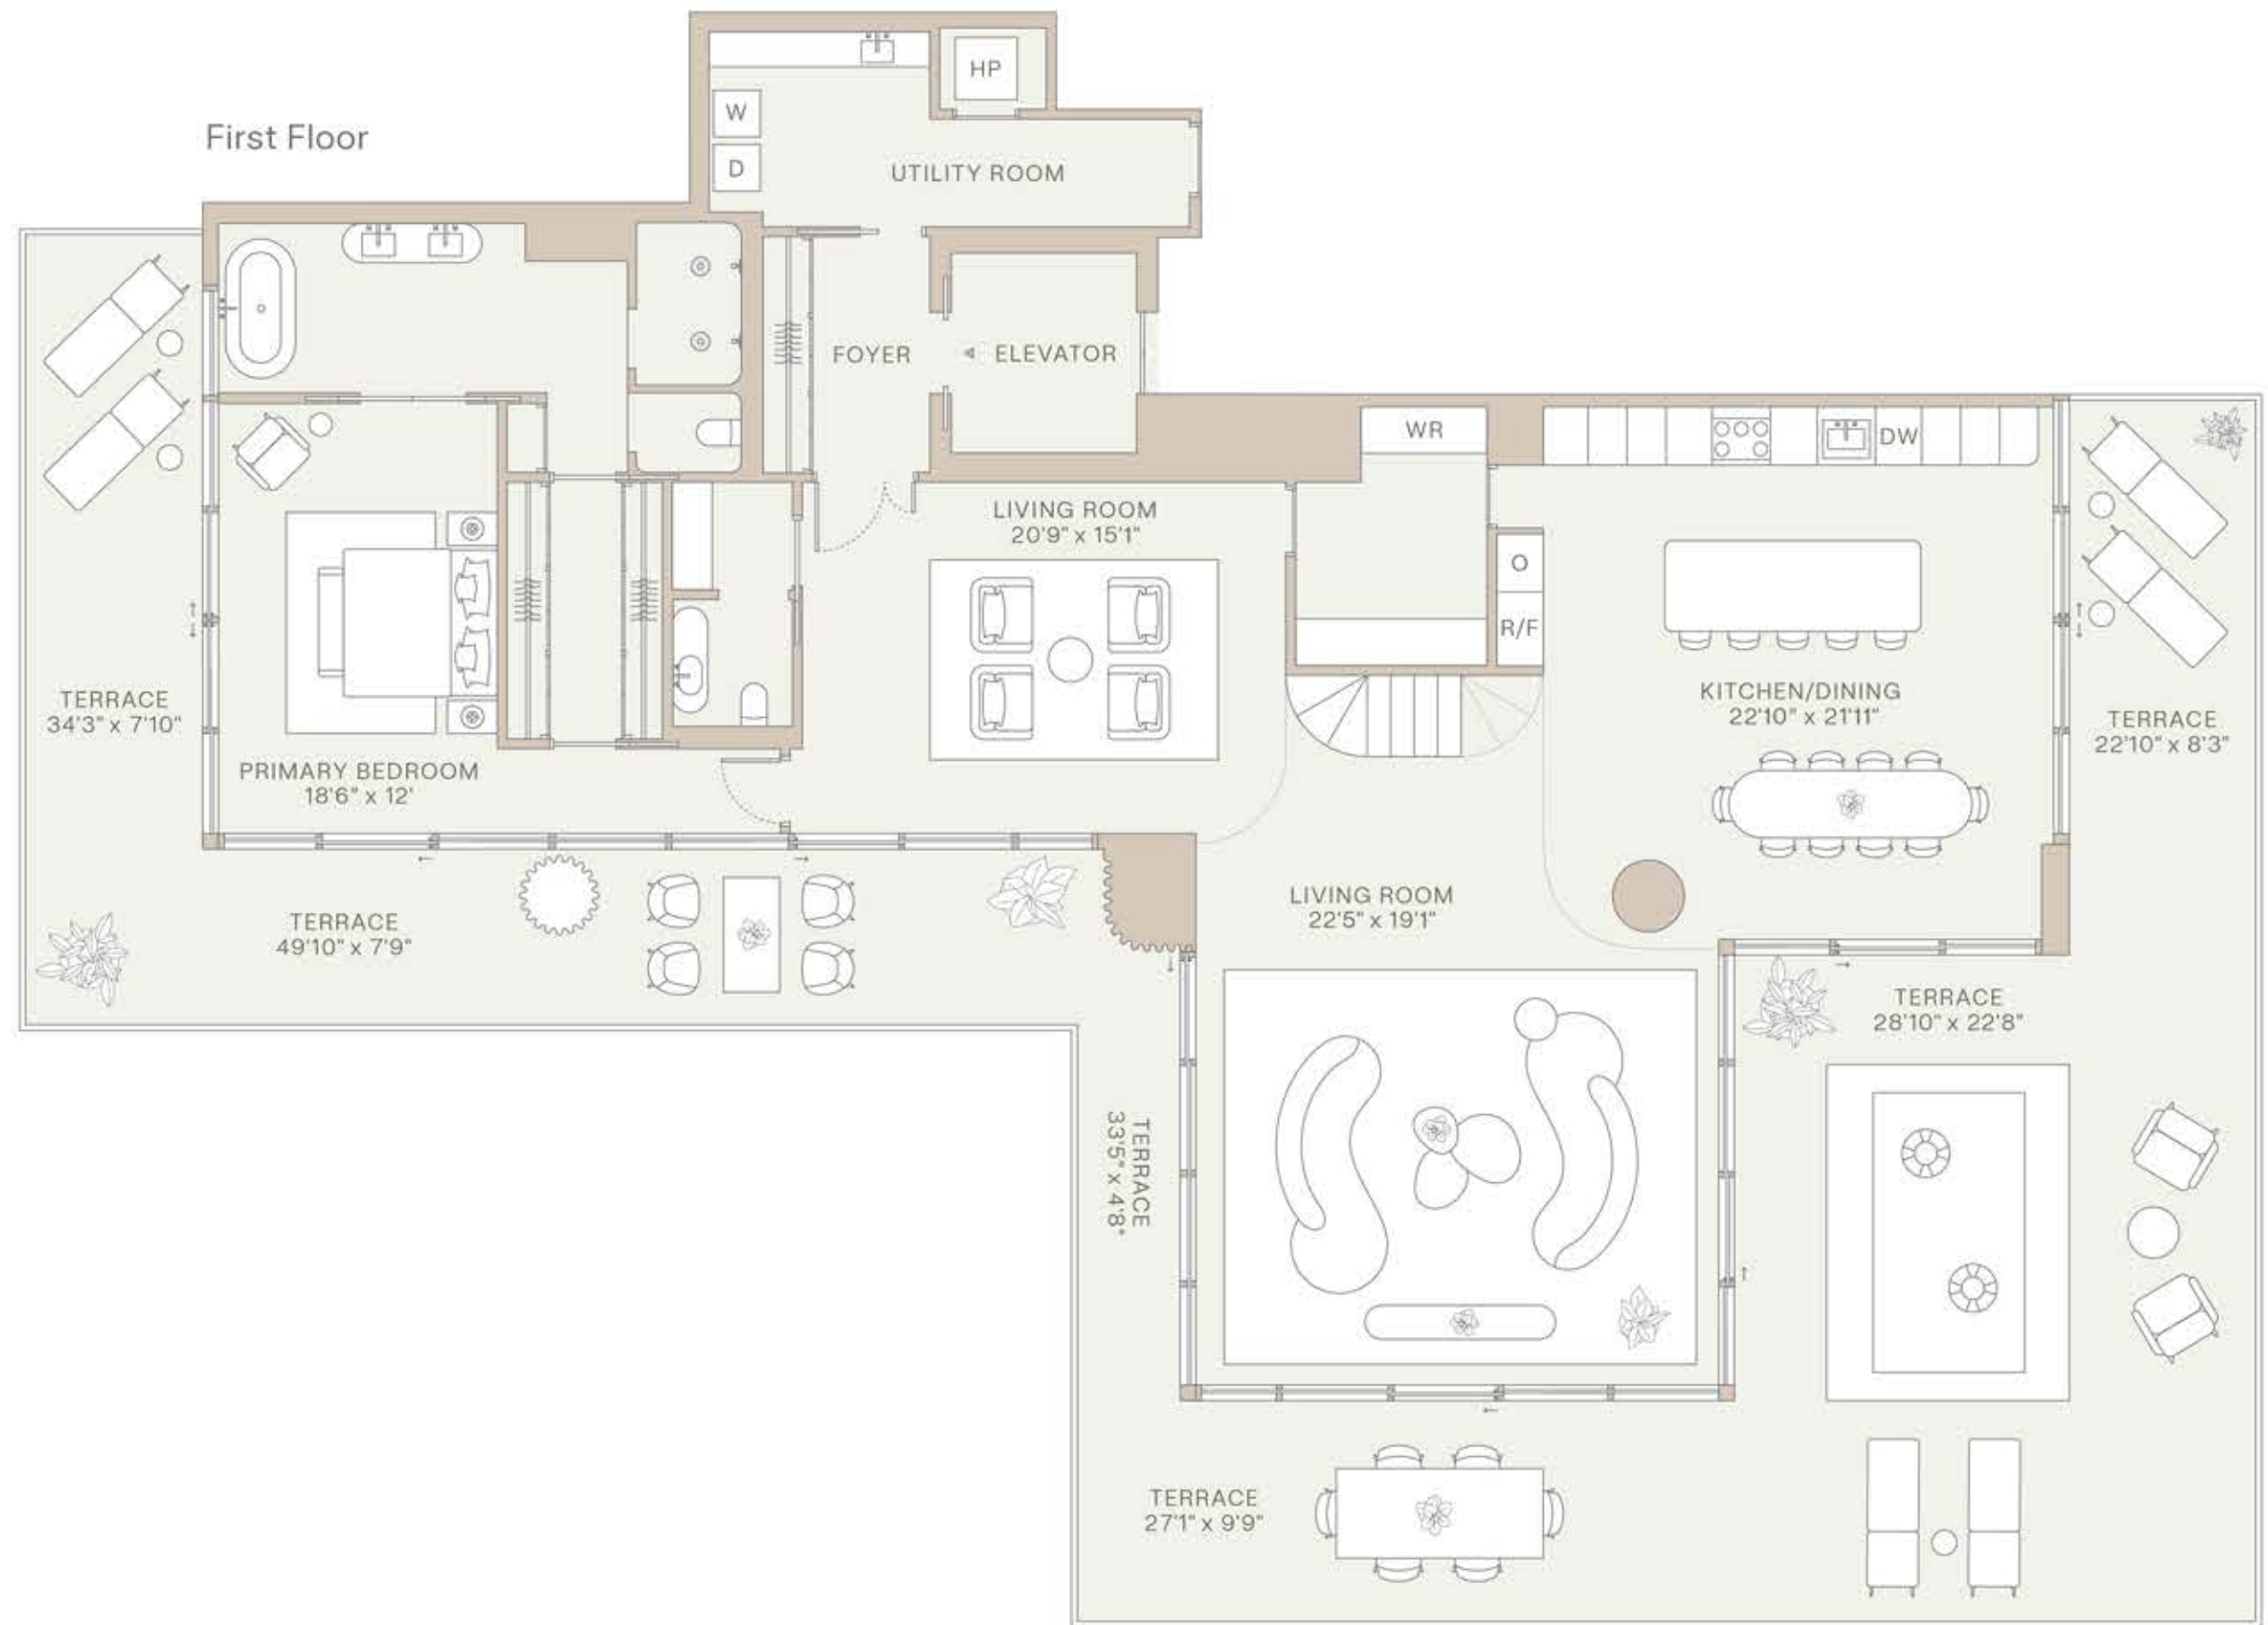 First Floor
HP
W
D
UTILITY ROOM
FOYER
ELEVATOR
WR
DW
LIVING ROOM
20'9" x 15'1"
O
R/F
KITCHEN/DINING
22'10" x 21'11"
TERRACE
34'3" x 7'10"
TERRACE
22'10" x 8'3"
PRIMARY BEDROOM
18'6" x 12'
LIVING ROOM
22'5" x 19'1"
TERRACE
49'10" x 7'9"
TERRACE
28'10" x 22'8"
TERRACE
33'5" x 4'8"
TERRACE
27'1" x 9'9"